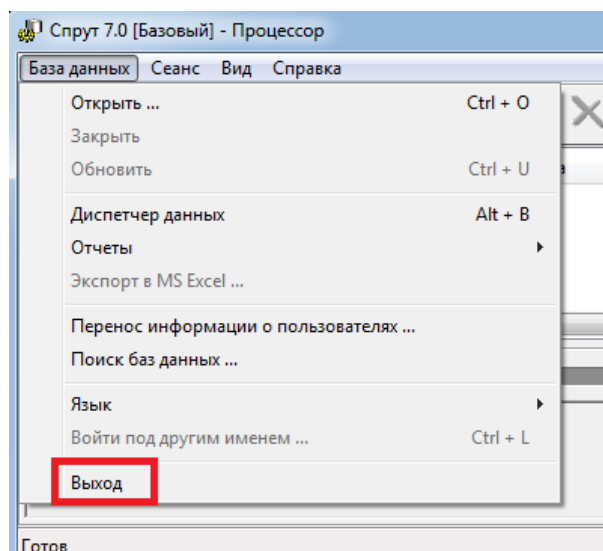 Спрут 7.0 [Базовый] - Процессор
База данных Сеанс Вид Справка
Открыть ... Ctrl + O
Закрыть
Обновить Ctrl + U
Диспетчер данных Alt + B
Отчеты
Экспорт в MS Excel ...
Перенос информации о пользователях ...
Поиск баз данных ...
Язык
Войти под другим именем ... Ctrl + L
Выход
Готов